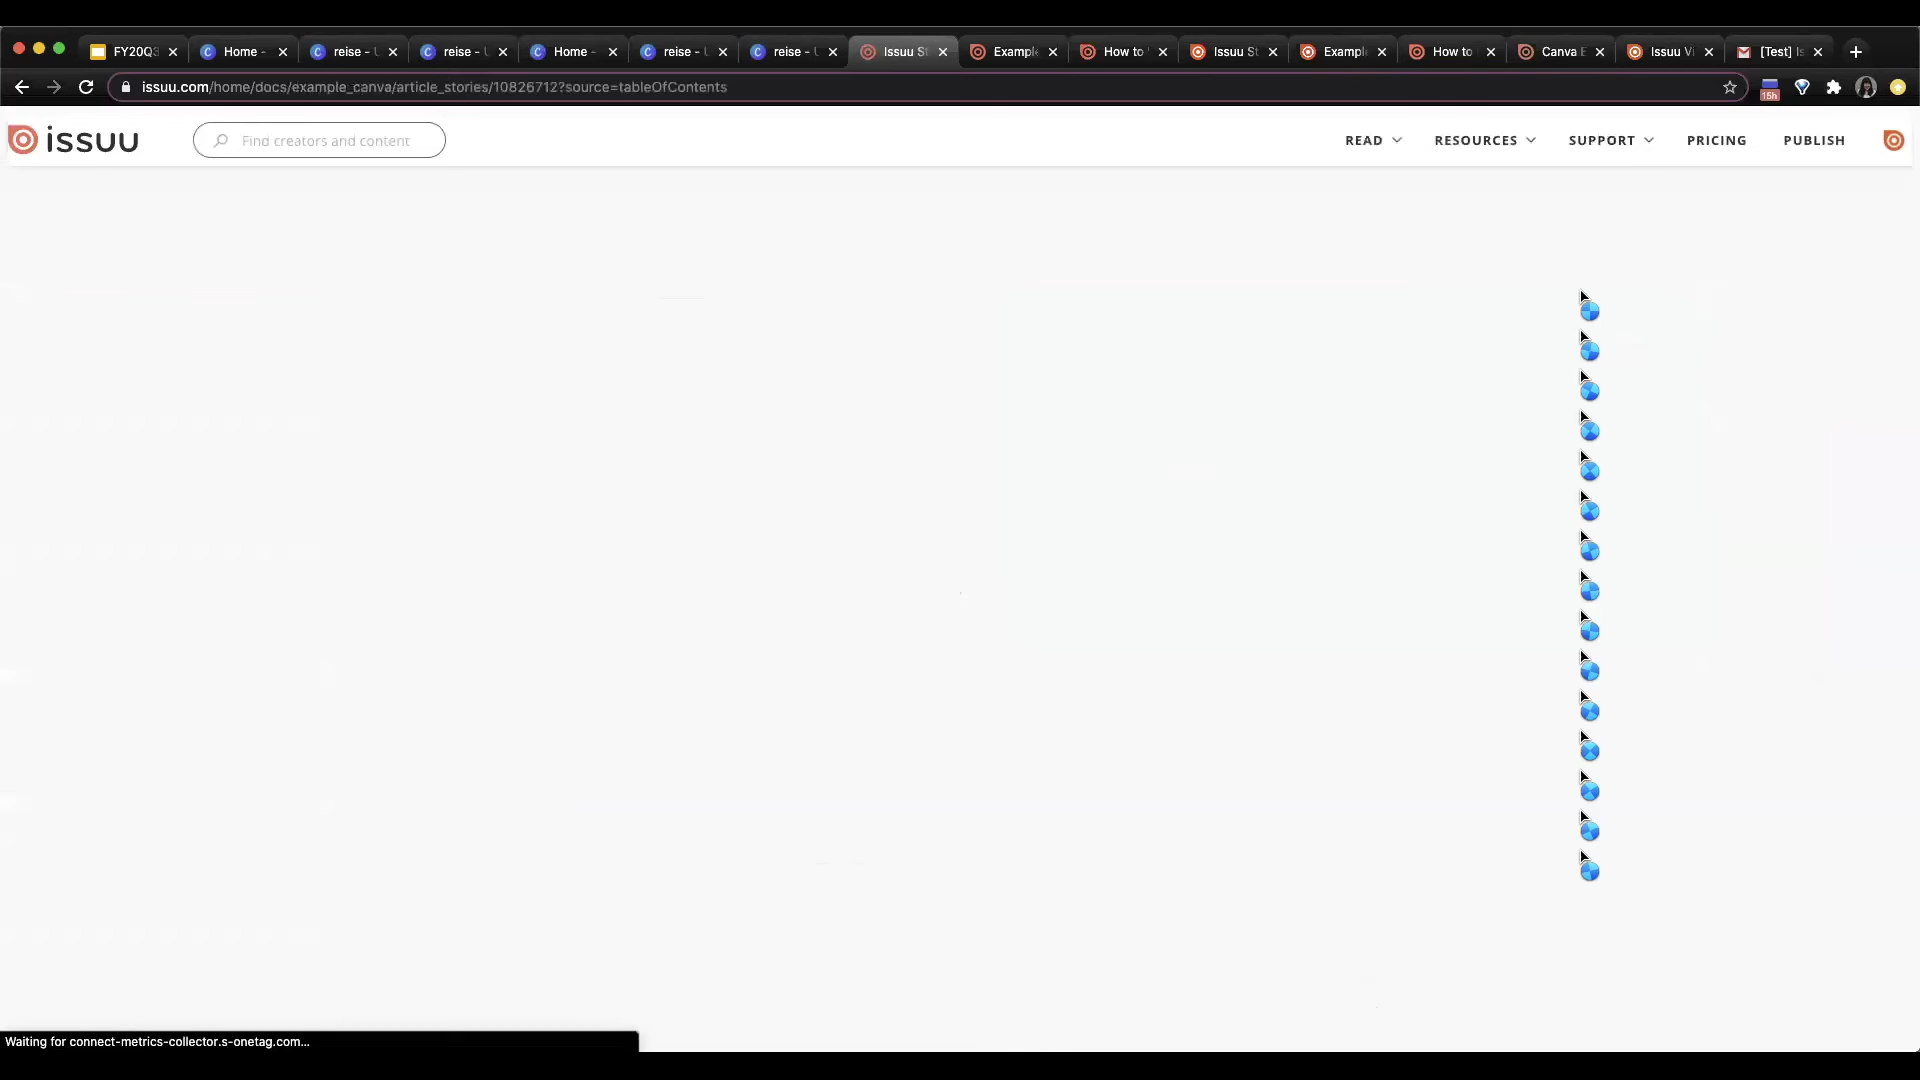 FY20Q3
Home -
reise - U
reise - U
Home -
reise - U
reise - U
Issuu St
Example
How to
Issuu St
Example
How to
Canva E
Issuu Vi
[Test] Is
issuu.com/home/docs/example_canva/article_stories/10826712?source=tableOfContents
15h
issuu
Find creators and content
READ
RESOURCES
SUPPORT
PRICING
PUBLISH
Waiting for connect-metrics-collector.s-onetag.com...